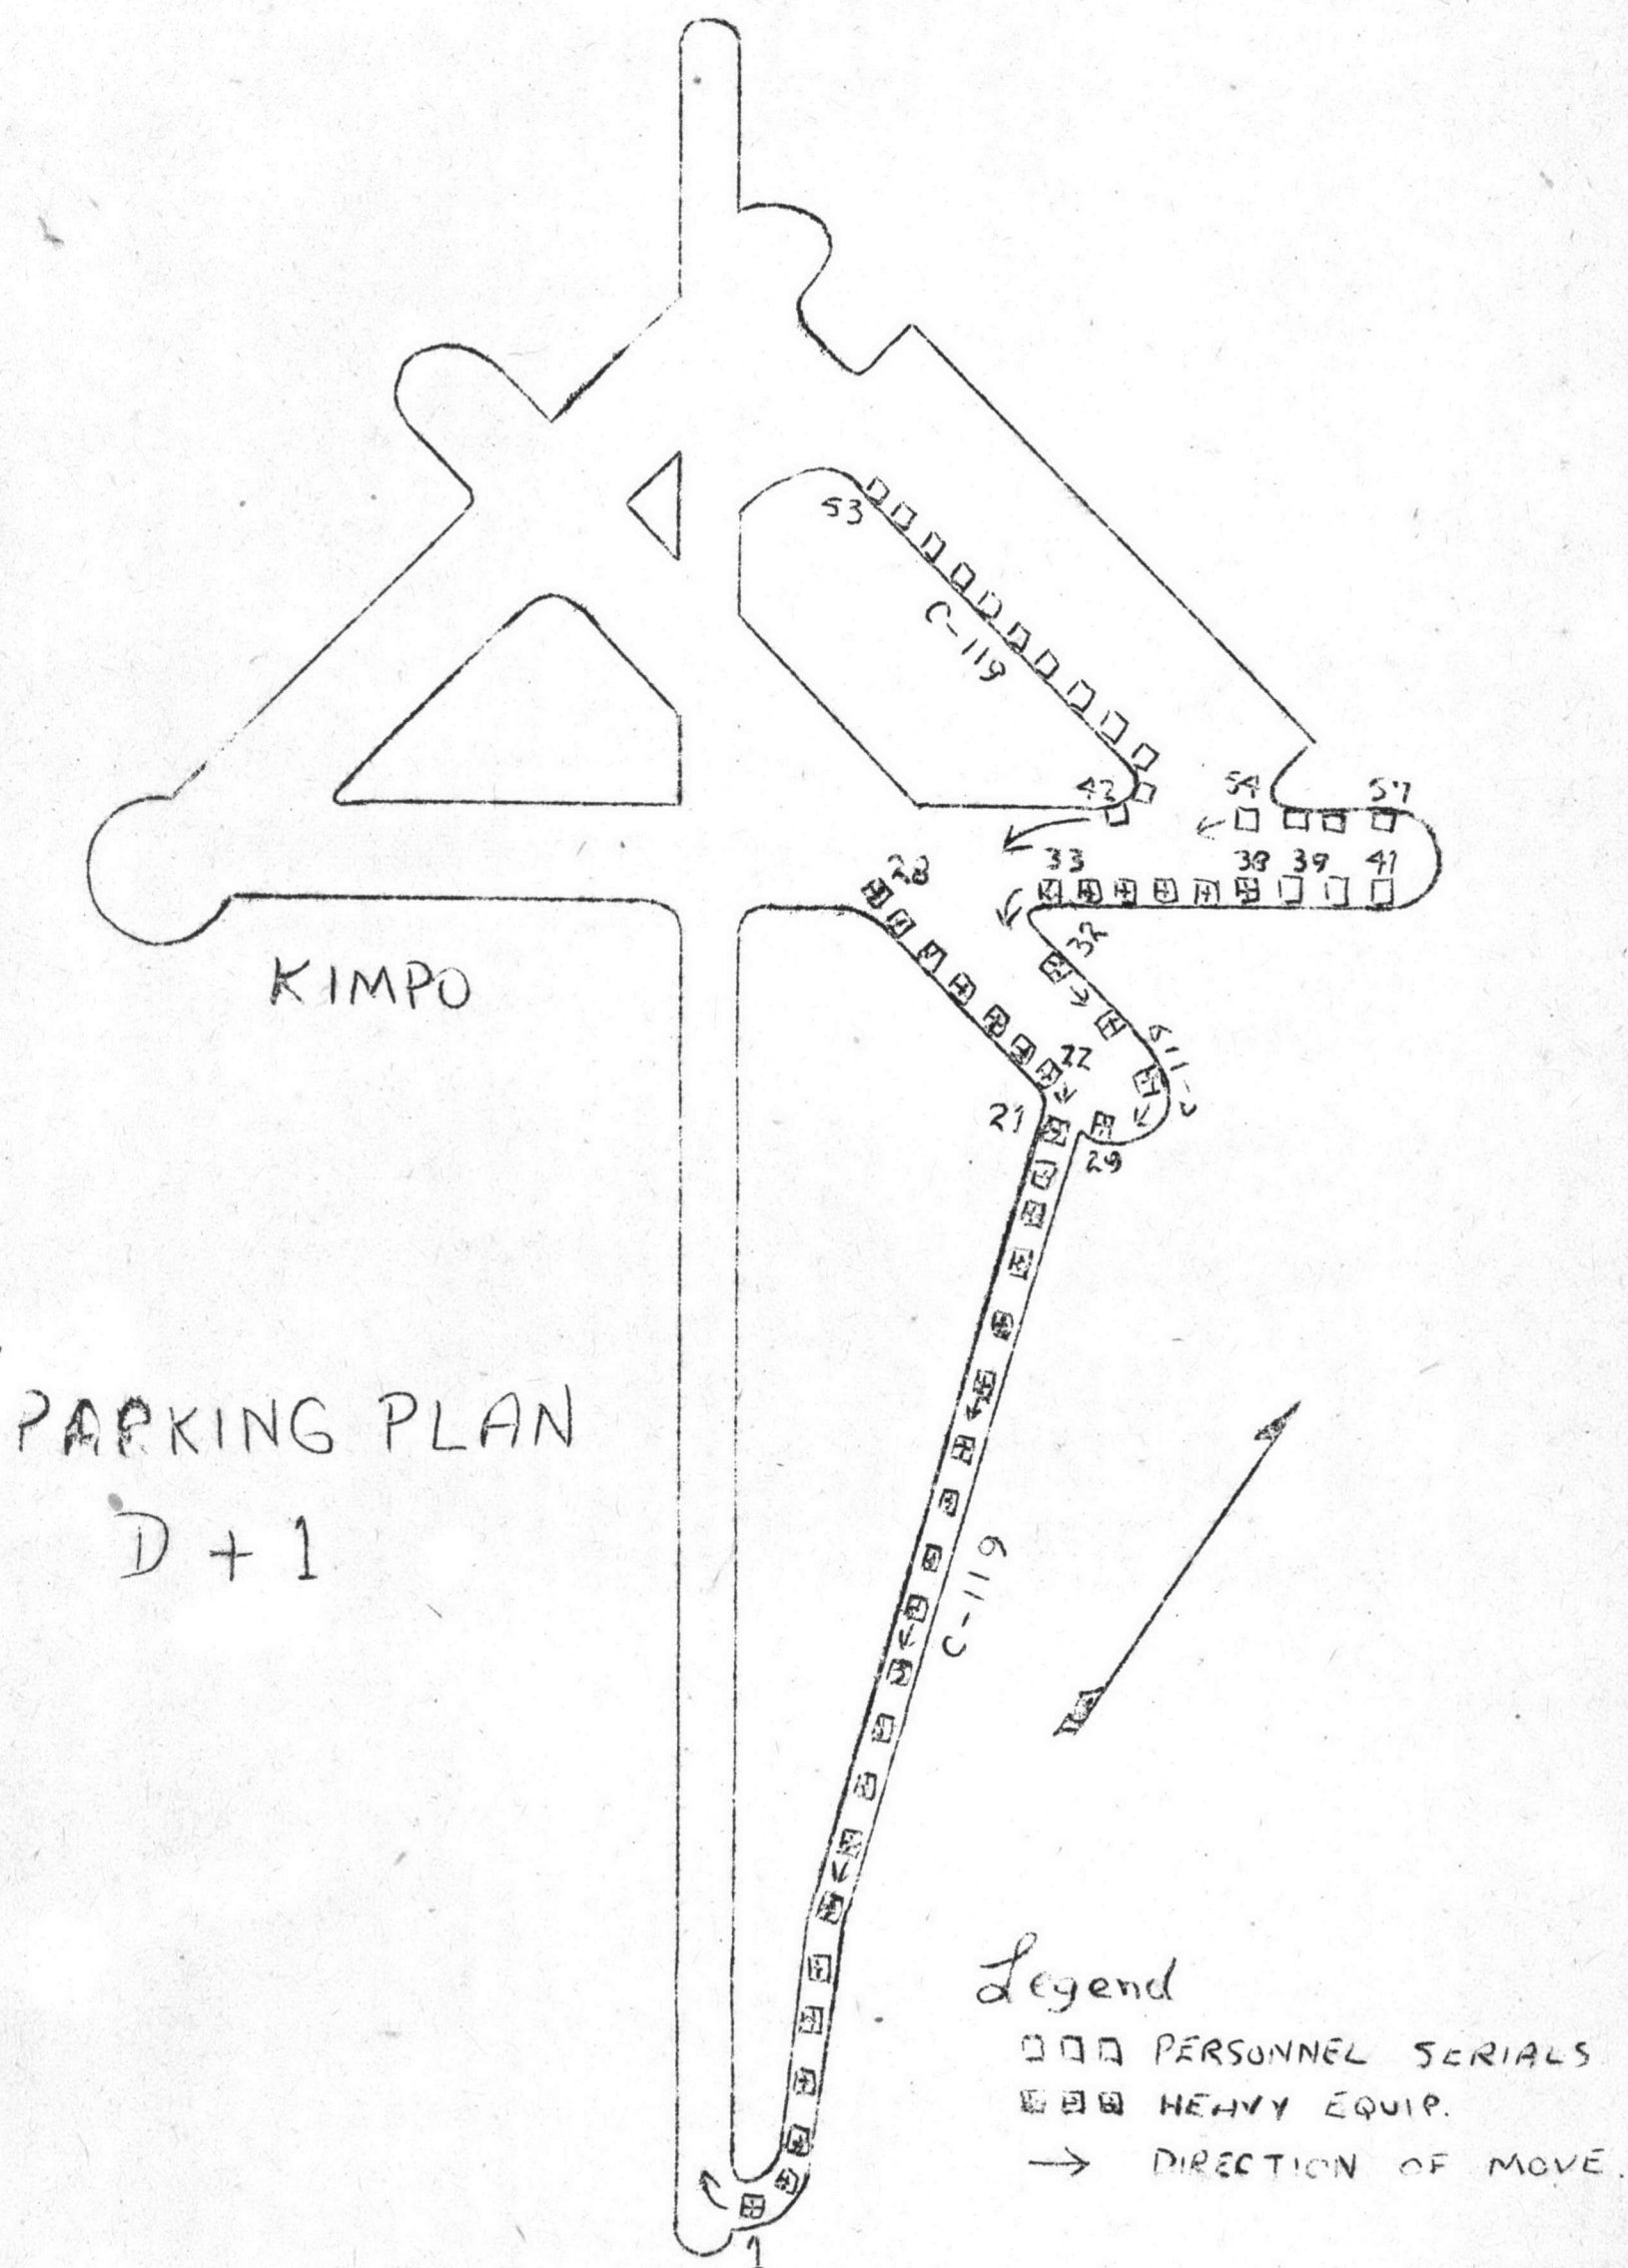 53
C-119
42
54
57
33
38
39
41
28
32
KIMPO
C-119
22
21
29
PARKING PLAN
D + 1
C-119
Legend
PERSONNEL SERIALS
HEAVY EQUIP.
DIRECTION OF MOVE.
1